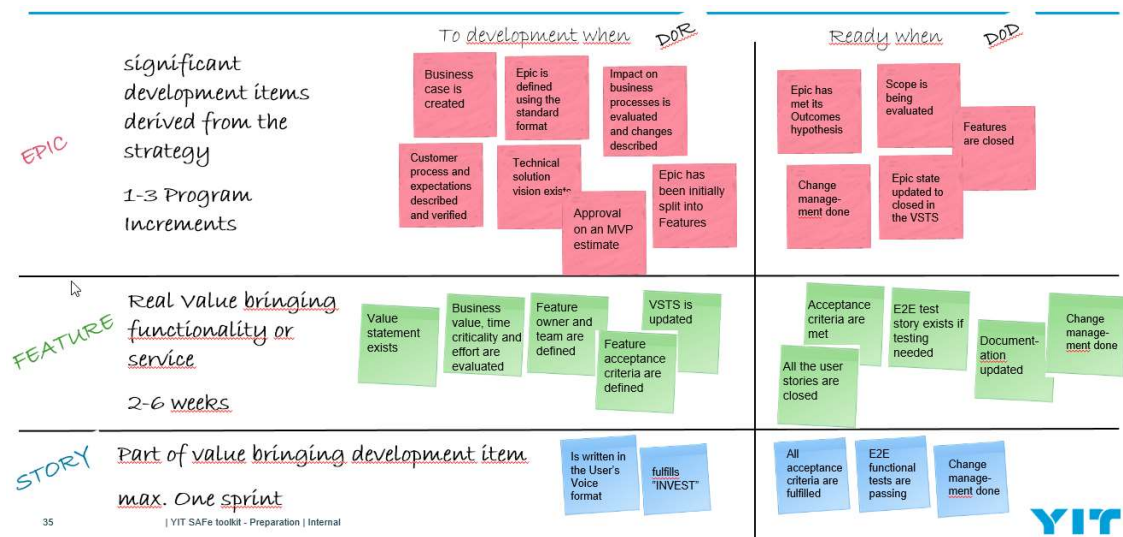 To development when
DoR
Ready when
DoD
EPIC
significant
development items
derived from the
strategy
1-3 Program
Increments
Business
case is
created
Epic is
defined
using the
standard
format
Impact on
business
processes is
evaluated
and changes
described
Customer
process and
expectations
described
and verified
Technical
solution
vision exists
Approval
on an MVP
estimate
Epic has
been initially
split into
Features
Epic has
met its
Outcomes
hypothesis
Scope is
being
evaluated
Features
are closed
Change
manage-
ment done
Epic state
updated to
closed in
the VSTS
FEATURE
Real Value bringing
functionality or
service
2-6 weeks
Value
statement
exists
Business
value, time
criticality and
effort are
evaluated
Feature
owner and
team are
defined
VSTS is
updated
Feature
acceptance
criteria are
defined
Acceptance
criteria are
met
E2E test
story exists if
testing
needed
Document-
ation
updated
Change
manage-
ment done
All the user
stories are
closed
STORY
Part of value bringing development item
max. One sprint
Is written in
the User's
Voice
format
fulfills
"INVEST"
All
acceptance
criteria are
fulfilled
E2E
functional
tests are
passing
Change
manage-
ment done
35
| YIT SAFe toolkit - Preparation | Internal
YIT